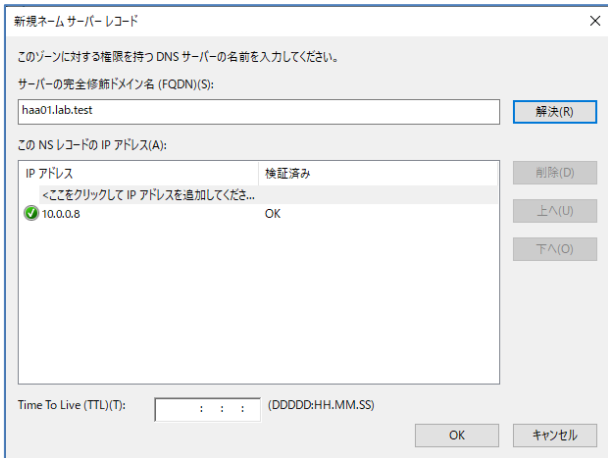 新規ネーム サーバー レコード
このゾーンに対する権限を持つ DNS サーバーの名前を入力してください。
サーバーの完全修飾ドメイン名 (FQDN)(S):
haa01.lab.test
解決(R)
この NS レコードの IP アドレス(A):
IP アドレス 検証済み
削除(D)
<ここをクリックして IP アドレスを追加してくださ...
10.0.0.8 OK
上へ(U)
下へ(O)
Time To Live (TTL)(T): : : : (DDDDD:HH.MM.SS)
OK キャンセル